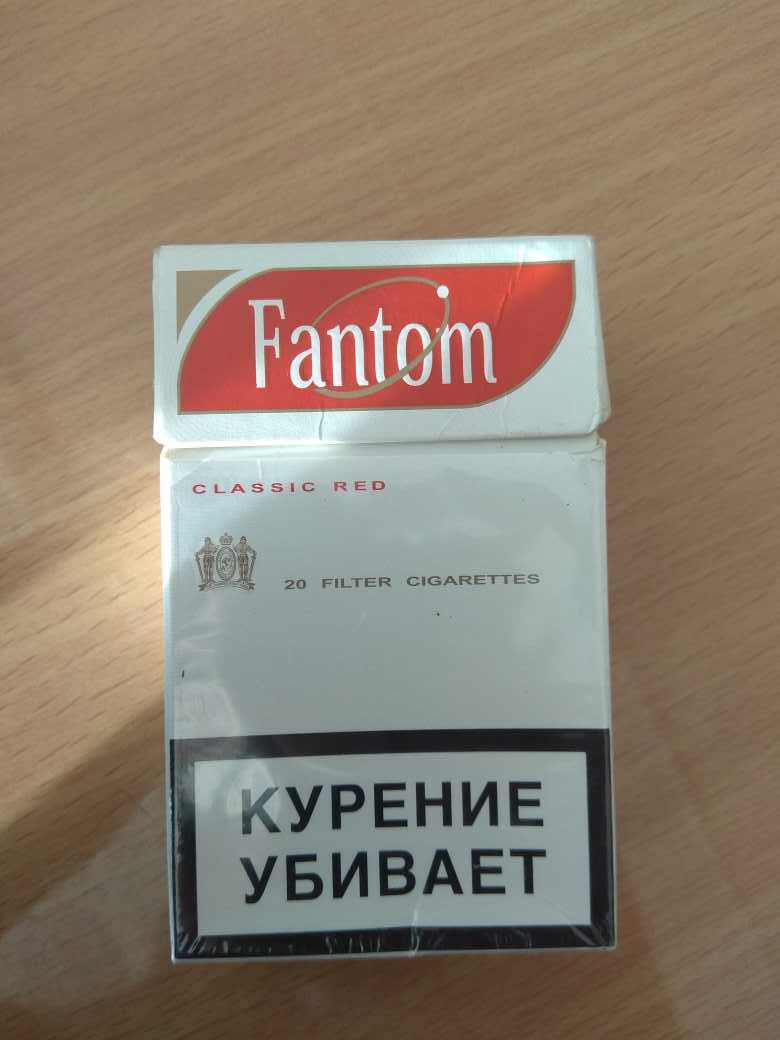 Fantom
CLASSIC RED
20 FILTER CIGARETTES
КУРЕНИЕ
УБИВАЕТ